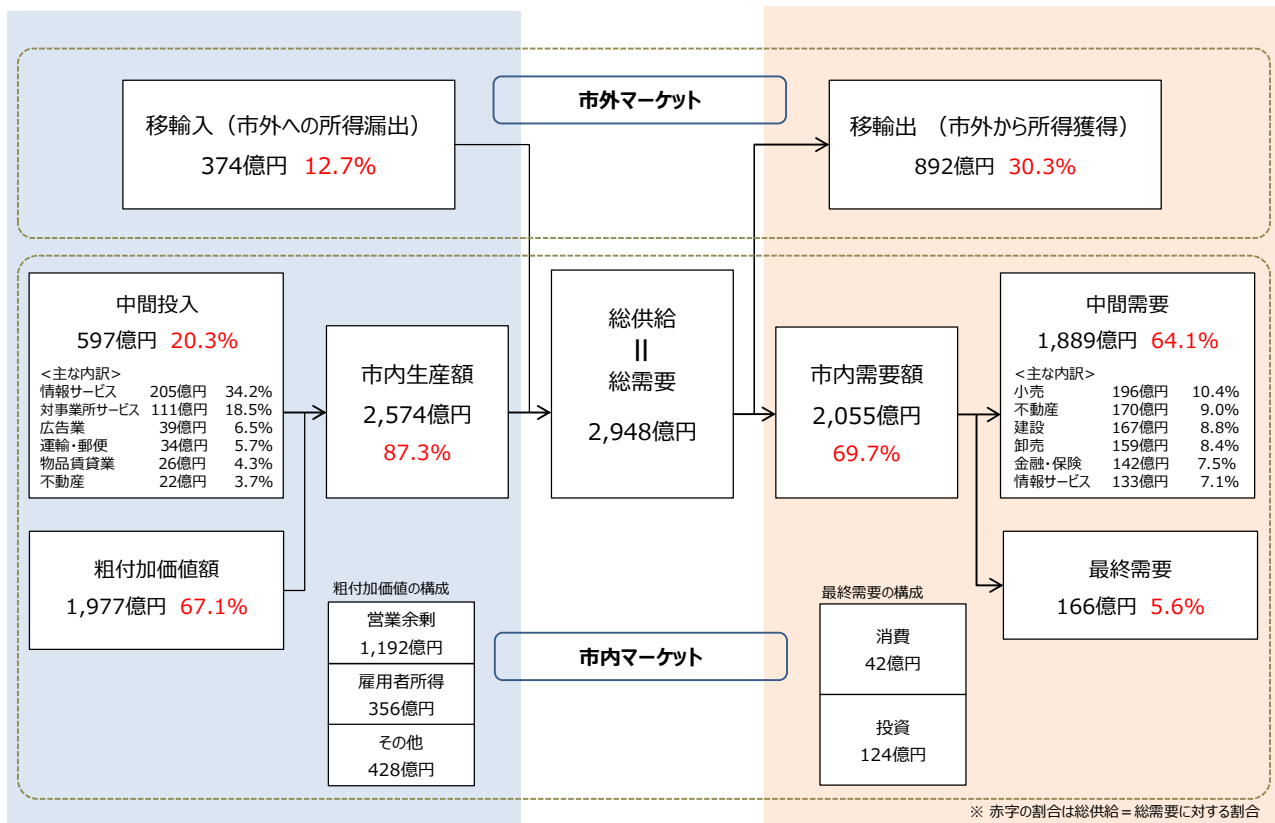 市外マーケット
移輸入（市外への所得漏出）
374億円 12.7%
移輸出 （市外から所得獲得）
892億円 30.3%
中間投入
597億円 20.3%
<主な内訳>
情報サービス 205億円 34.2%
対事業所サービス 111億円 18.5%
広告業 39億円 6.5%
運輸・郵便 34億円 5.7%
物品賃貸業 26億円 4.3%
不動産 22億円 3.7%
粗付加価値額
1,977億円 67.1%
市内生産額
2,574億円
87.3%
粗付加価値の構成
営業余剰
1,192億円
雇用者所得
356億円
その他
428億円
総供給
||
総需要
2,948億円
市内マーケット
市内需要額
2,055億円
69.7%
最終需要の構成
消費
42億円
投資
124億円
中間需要
1,889億円 64.1%
<主な内訳>
小売 196億円 10.4%
不動産 170億円 9.0%
建設 167億円 8.8%
卸売 159億円 8.4%
金融・保険 142億円 7.5%
情報サービス 133億円 7.1%
最終需要
166億円 5.6%
※ 赤字の割合は総供給＝総需要に対する割合